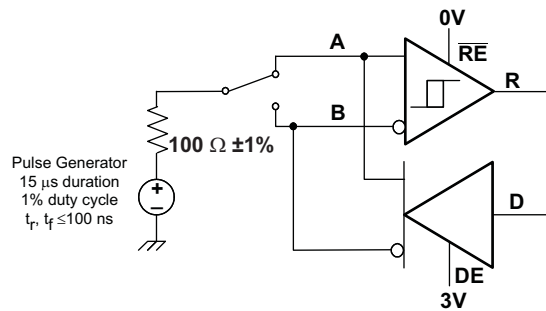 0V
A
RE
R
B
100 Ω ±1%
Pulse Generator
15 μs duration
1% duty cycle
tr, tf ≤100 ns
+
–
D
DE
3V